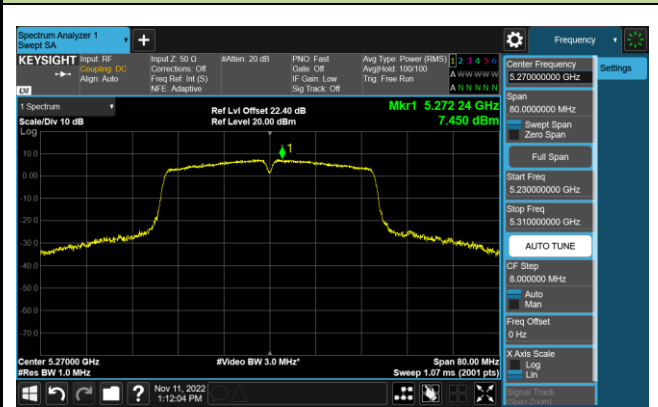 Spectrum Analyzer 1
Swept SA
+
Frequency
KEYSIGHT
Input: RF
Coupling: DC
Align: Auto
Input Z: 50 Ω
Corrections: Off
Freq Ref: Int (S)
NFE: Adaptive
#Atten: 20 dB
PNO: Fast
Gate: Off
IF Gain: Low
Sig Track: Off
Avg Type: Power (RMS)
Avg|Hold: 100/100
Trig: Free Run
1 2 3 4 5 6
A W W W W W
A N N N N N
LXI
1 Spectrum
Scale/Div 10 dB
Log
Ref Lvl Offset 22.40 dB
Ref Level 20.00 dBm
Mkr1 5.272 24 GHz
7.450 dBm
1
10.0
0.00
-10.0
-20.0
-30.0
-40.0
-50.0
-60.0
-70.0
Center 5.27000 GHz
#Res BW 1.0 MHz
#Video BW 3.0 MHz*
Span 80.00 MHz
Sweep 1.07 ms (2001 pts)
Center Frequency
5.270000000 GHz
Settings
Span
80.0000000 MHz
Swept Span
Zero Span
Full Span
Start Freq
5.230000000 GHz
Stop Freq
5.310000000 GHz
AUTO TUNE
CF Step
8.000000 MHz
Auto
Man
Freq Offset
0 Hz
X Axis Scale
Log
Lin
Signal Track
(Span Zoom)
?
Nov 11, 2022
1:12:04 PM